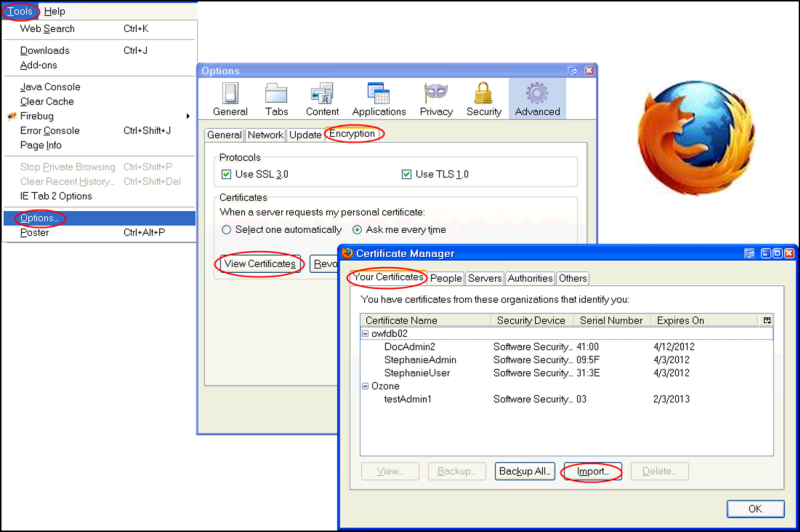 Tools Help
Web Search Ctrl+K
Downloads Ctrl+J
Add-ons
Java Console
Clear Cache
Firebug
Error Console Ctrl+Shift+J
Page Info
Stop Private Browsing Ctrl+Shift+P
Clear Recent History... Ctrl+Shift+Del
IE Tab 2 Options
Options...
Poster Ctrl+Alt+P
Options
General Tabs Content Applications Privacy Security Advanced
General Network Update Encryption
Protocols
Use SSL 3.0 Use TLS 1.0
Certificates
When a server requests my personal certificate:
Select one automatically Ask me every time
View Certificates Revo
Certificate Manager
Your Certificates People Servers Authorities Others
You have certificates from these organizations that identify you:
Certificate Name Security Device Serial Number Expires On
owfdb02
DocAdmin2 Software Security... 41:00 4/12/2012
StephanieAdmin Software Security... 09:5F 4/3/2012
StephanieUser Software Security... 31:3E 4/3/2012
Ozone
testAdmin1 Software Security... 03 2/3/2013
View... Backup... Backup All... Import... Delete...
OK